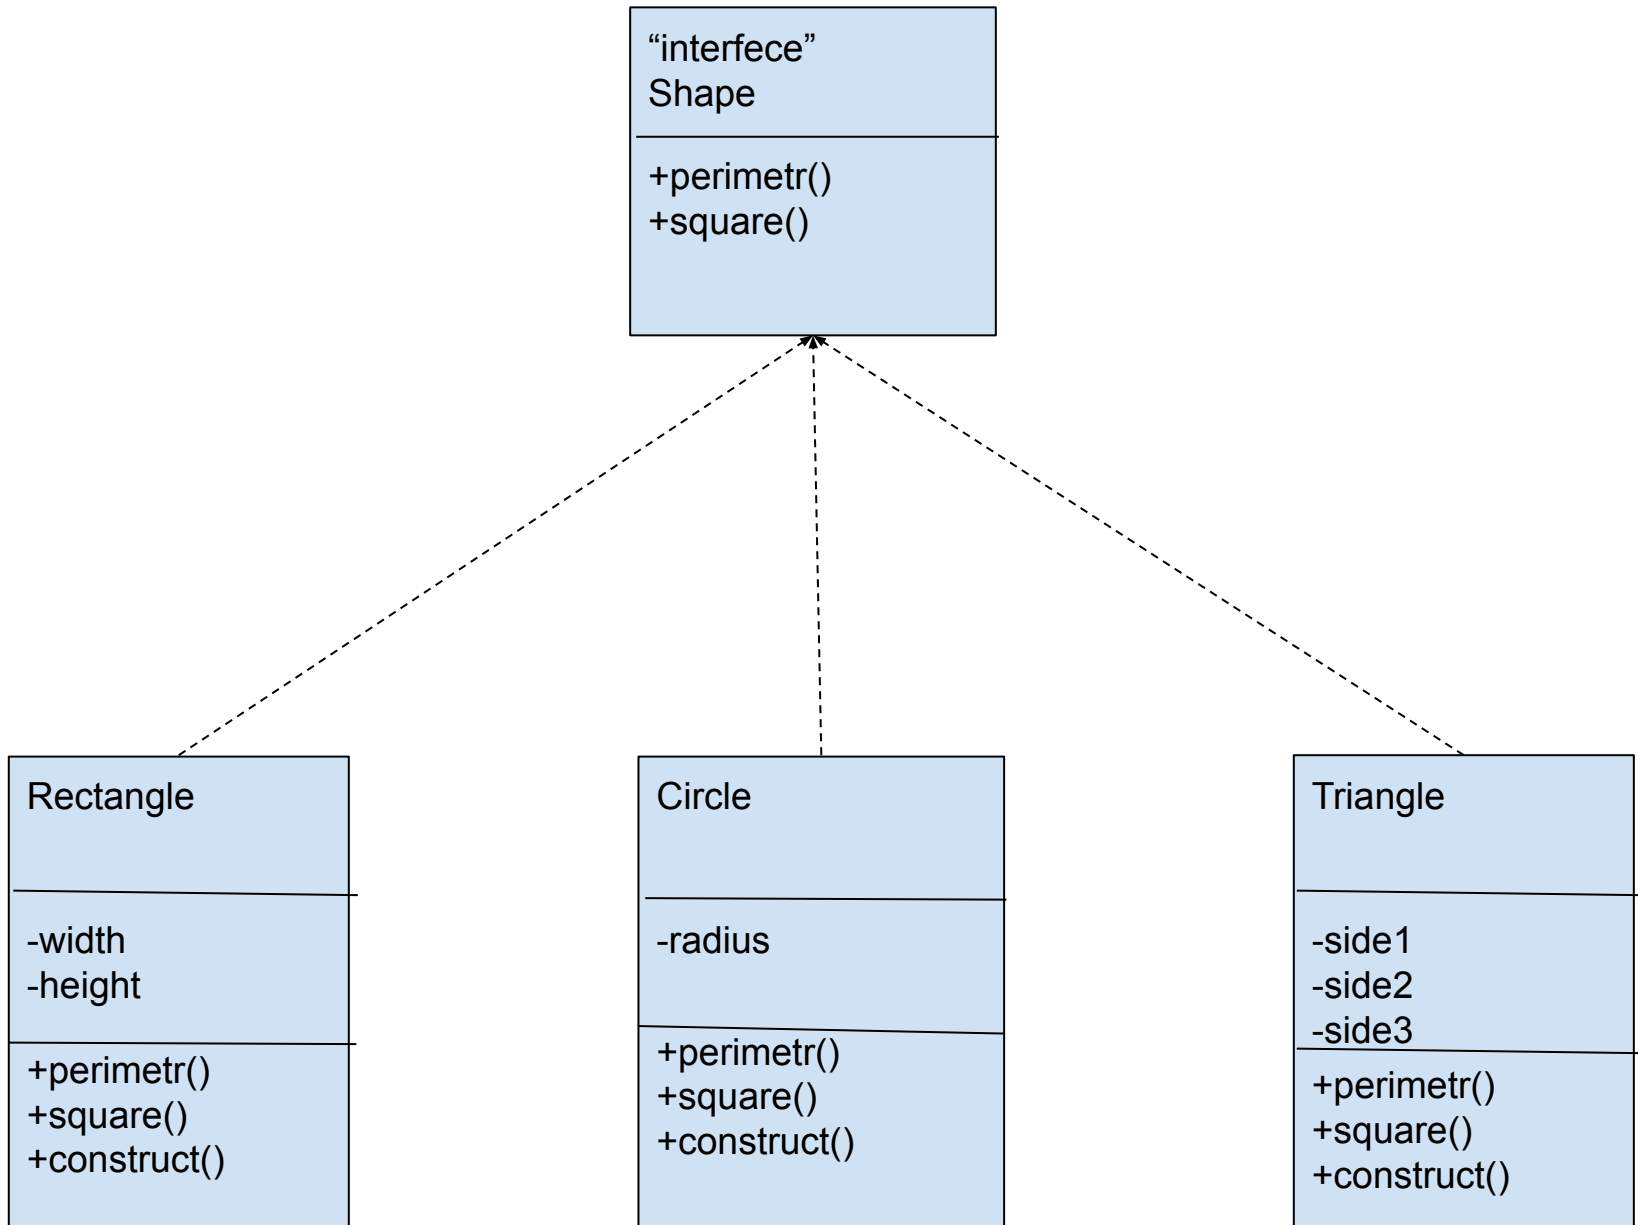 “interfece”
Shape
+perimetr()
+square()
Rectangle
-width
-height
+perimetr()
+square()
+construct()
Circle
-radius
+perimetr()
+square()
+construct()
Triangle
-side1
-side2
-side3
+perimetr()
+square()
+construct()